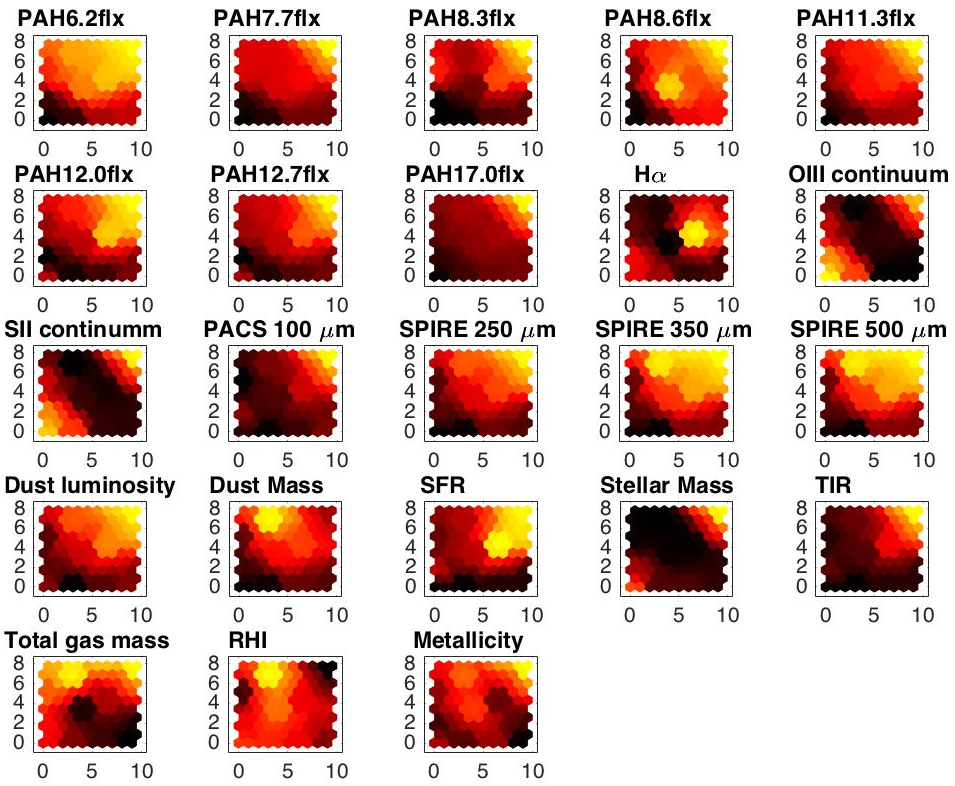 PAH6.2flx PAH7.7flx PAH8.3flx PAH8.6flx PAH11.3flx
8 8 8 8 8
6 6 6 6 6
4 4 4 4 4
2 2 2 2 2
0 0 0 0 0
0 5 10 0 5 10 0 5 10 0 5 10 0 5 10
PAH12.0flx PAH12.7flx PAH17.0flx Hα OIII continuum
8 8 8 8 8
6 6 6 6 6
4 4 4 4 4
2 2 2 2 2
0 0 0 0 0
0 5 10 0 5 10 0 5 10 0 5 10 0 5 10
SII continumm PACS 100 μm SPIRE 250 μm SPIRE 350 μm SPIRE 500 μm
8 8 8 8 8
6 6 6 6 6
4 4 4 4 4
2 2 2 2 2
0 0 0 0 0
0 5 10 0 5 10 0 5 10 0 5 10 0 5 10
Dust luminosity Dust Mass SFR Stellar Mass TIR
8 8 8 8 8
6 6 6 6 6
4 4 4 4 4
2 2 2 2 2
0 0 0 0 0
0 5 10 0 5 10 0 5 10 0 5 10 0 5 10
Total gas mass RHI Metallicity
8 8 8
6 6 6
4 4 4
2 2 2
0 0 0
0 5 10 0 5 10 0 5 10